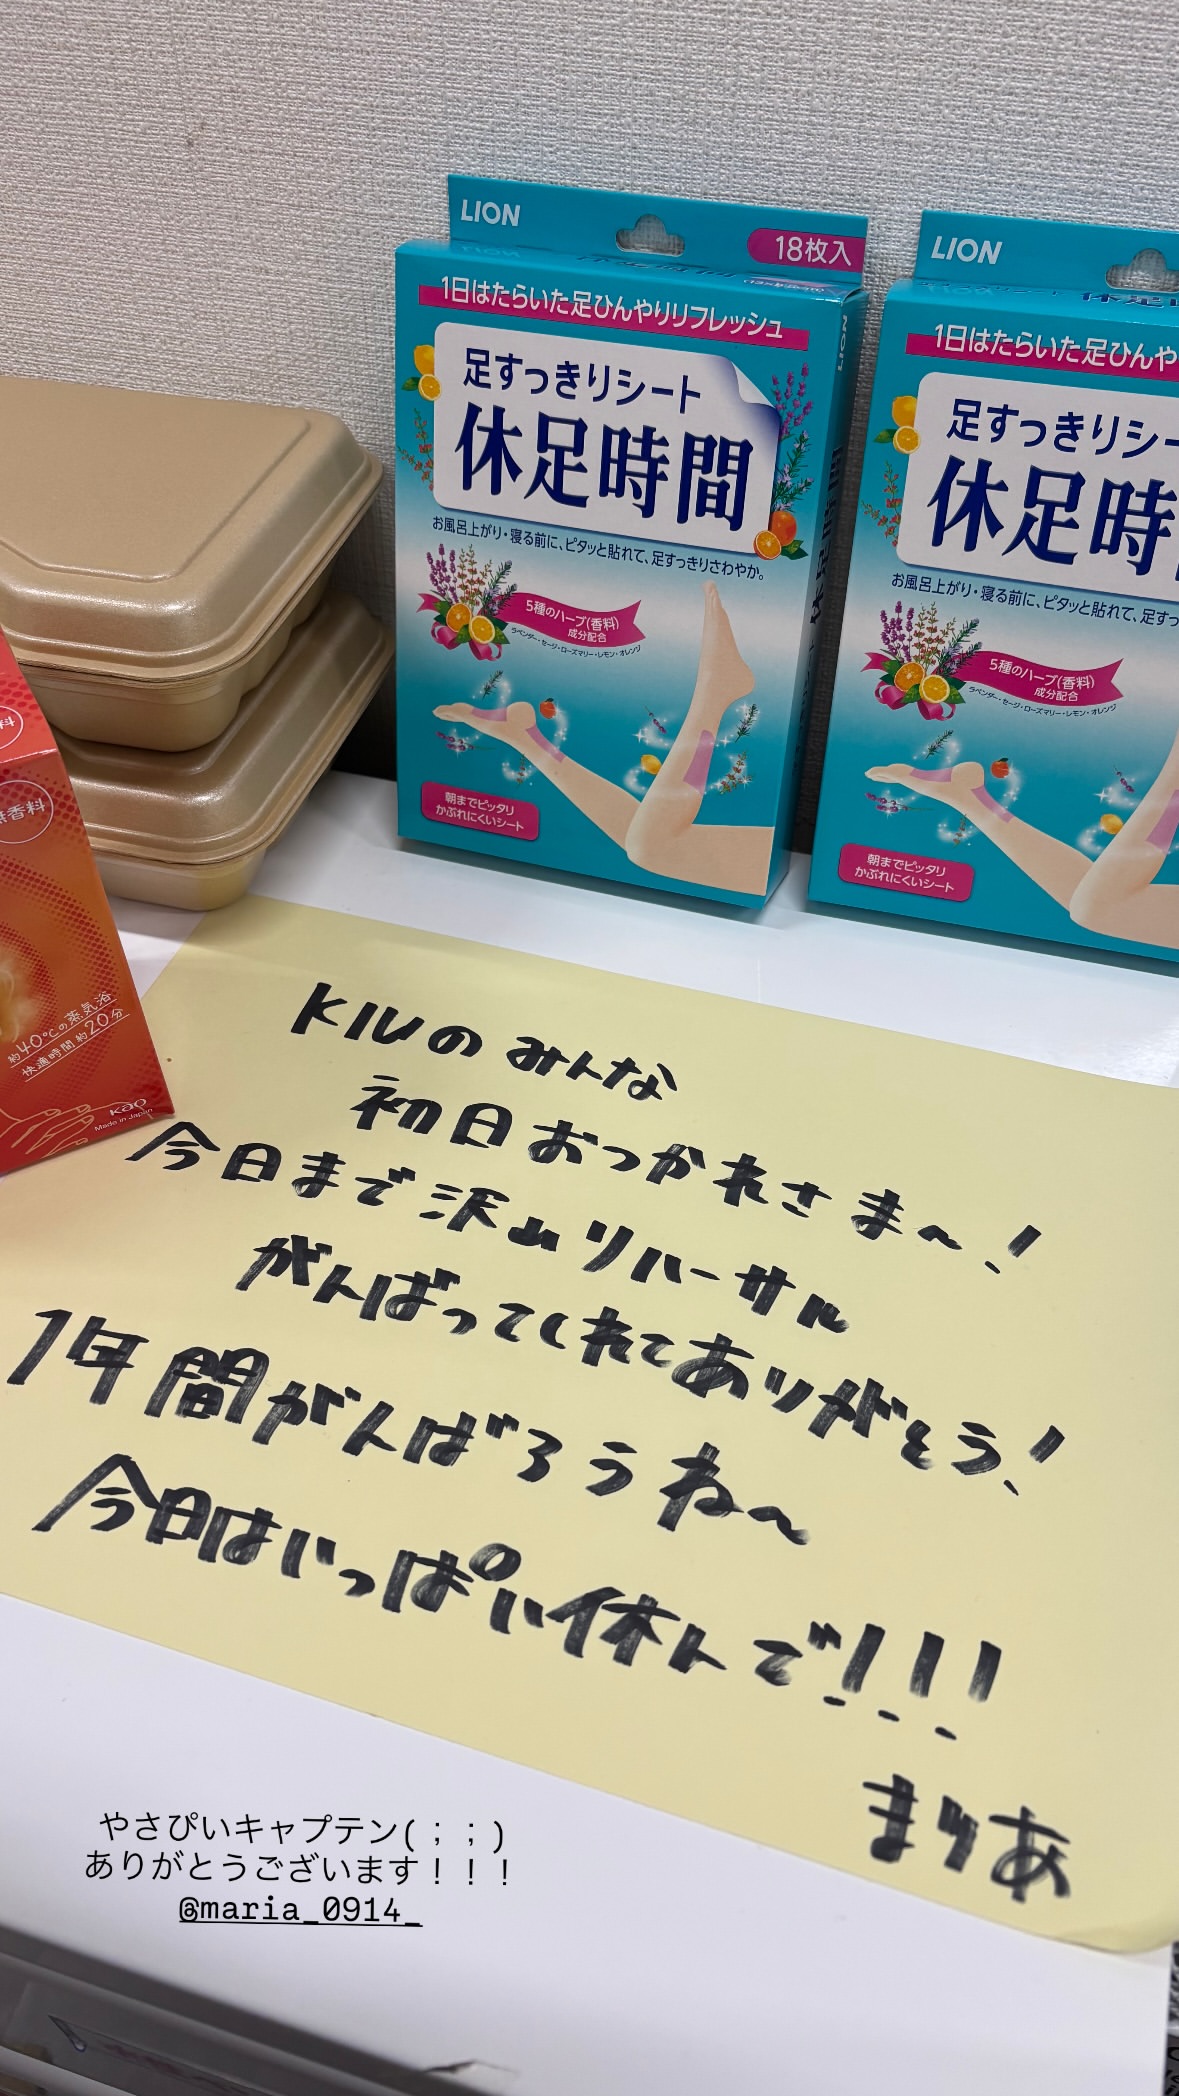 LION
18枚入
1日はたらいた足ひんやりリフレッシュ
足すっきりシート
休足時間
お風呂上がり・寝る前に、ピタッと貼れて、足すっきりさわやか。
5種のハーブ(香料)
成分配合
ラベンダー・セージ・ローズマリー・レモン・オレンジ
朝までピッタリ
かぶれにくいシート
LION
LION
1日はたらいた足ひんや
足すっきりシー
休足時
お風呂上がり・寝る前に、ピタッと貼れて、足すっ
5種のハーブ(香料)
成分配合
ラベンダー・セージ・ローズマリー・レモン・オレンジ
朝までピッタリ
かぶれにくいシート
料
無香料
約40℃の蒸気浴
快適時間約20分
Kao
Made in Japan
KIVのみんな
初日おっかれさま〜!
今日まで沢山リハーサル
がんばってくれてありがとう!
1年間がんばろうね〜
今日はいっぱい休んで!!!
まりあ
やさぴいキャプテン(；；)
ありがとうございます！！！
@maria_0914_